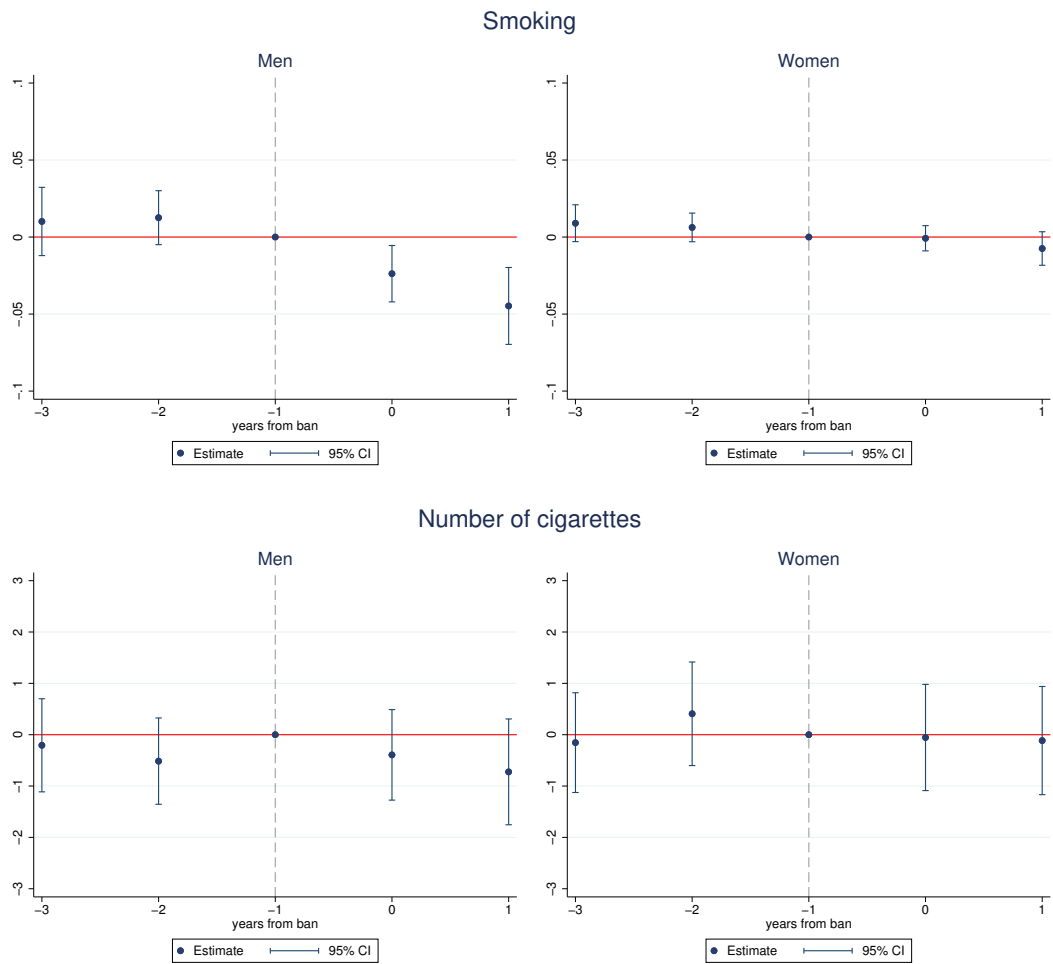 Smoking
Men
.1
.05
0
−.05
−.1
−3 −2 −1 0 1
years from ban
Estimate 95% CI
Women
.1
.05
0
−.05
−.1
−3 −2 −1 0 1
years from ban
Estimate 95% CI
Number of cigarettes
Men
3
2
1
0
−1
−2
−3
−3 −2 −1 0 1
years from ban
Estimate 95% CI
Women
3
2
1
0
−1
−2
−3
−3 −2 −1 0 1
years from ban
Estimate 95% CI